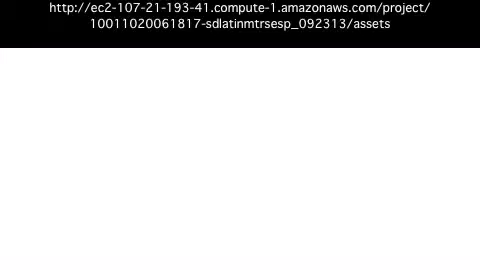 http://ec2-107-21-193-41.compute-1.amazonaws.com/project/
10011020061817-sdlatinmtrsesp_092313/assets